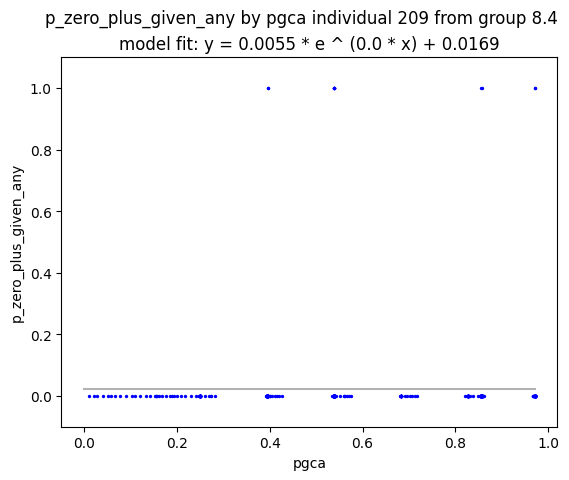 p_zero_plus_given_any by pgca individual 209 from group 8.4
model fit: y = 0.0055 * e ^ (0.0 * x) + 0.0169
1.0
0.8
0.6
0.4
0.2
0.0
p_zero_plus_given_any
0.0 0.2 0.4 0.6 0.8 1.0
pgca